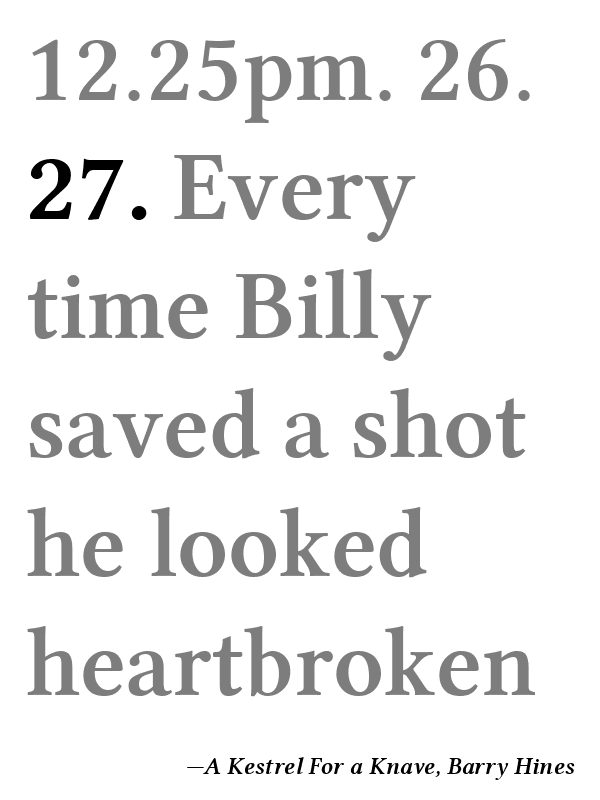 12.25pm. 26.
27. Every
time Billy
saved a shot
he looked
heartbroken
—A Kestrel For a Knave, Barry Hines